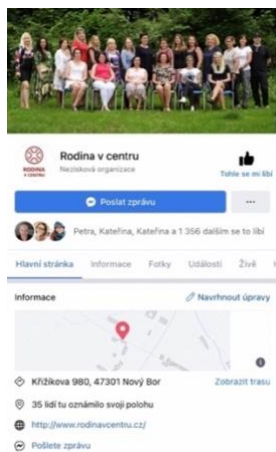 RODINA
V CENTRU
Rodina v centru
Nezisková organizace
Tohle se mi líbí
Poslat zprávu
Petra, Kateřina, Kateřina a 1 356 dalším se to líbí
Hlavní stránka Informace Fotky Události Živě
Informace
Navrhnout úpravy
Křižíkova 980, 47301 Nový Bor
Zobrazit trasu
35 lidí tu oznámilo svoji polohu
http://www.rodinavcentru.cz/
Pošlete zprávu